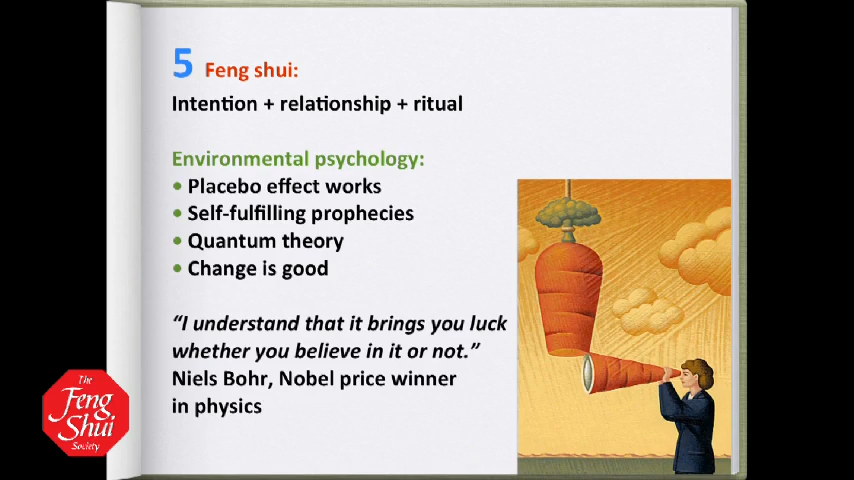 5 Feng shui:
Intention + relationship + ritual
Environmental psychology:
• Placebo effect works
• Self-fulfilling prophecies
• Quantum theory
• Change is good
“I understand that it brings you luck
whether you believe in it or not.”
Niels Bohr, Nobel price winner
in physics
The
Feng
Shui
Society